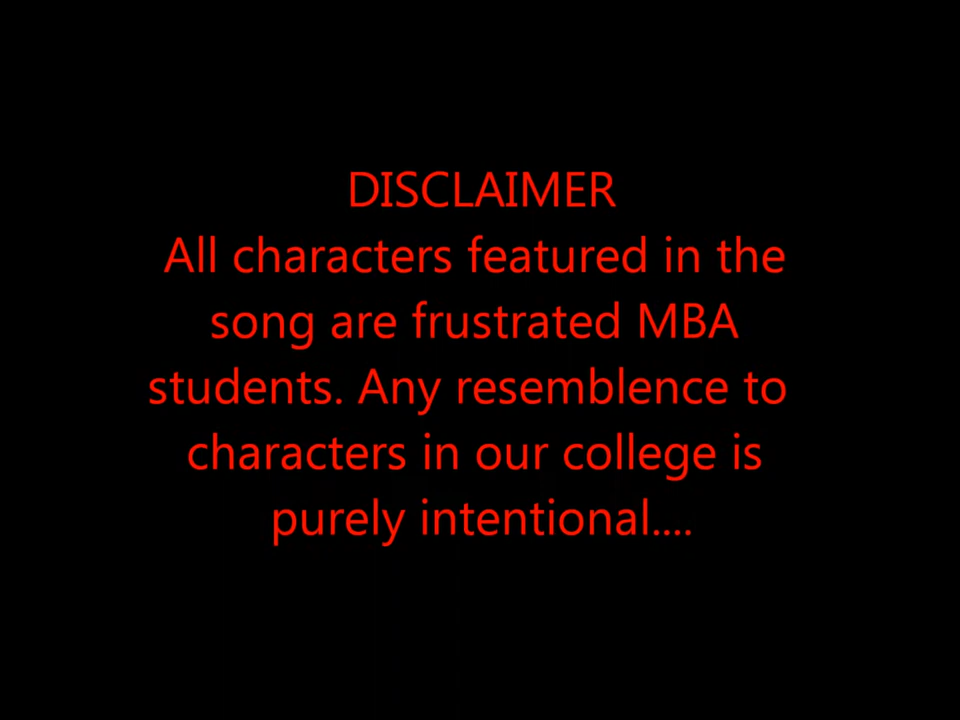 DISCLAIMER
All characters featured in the
song are frustrated MBA
students. Any resemblence to
characters in our college is
purely intentional....